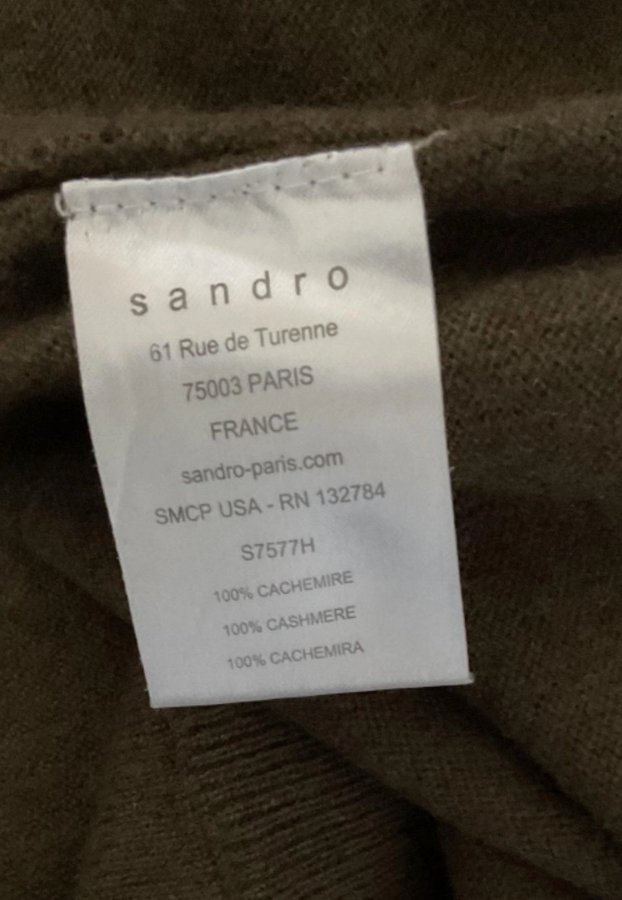 sandro
61 Rue de Turenne
75003 PARIS
FRANCE
sandro-paris.com
SMCP USA - RN 132784
S7577H
100% CACHEMIRE
100% CASHMERE
100% CACHEMIRA